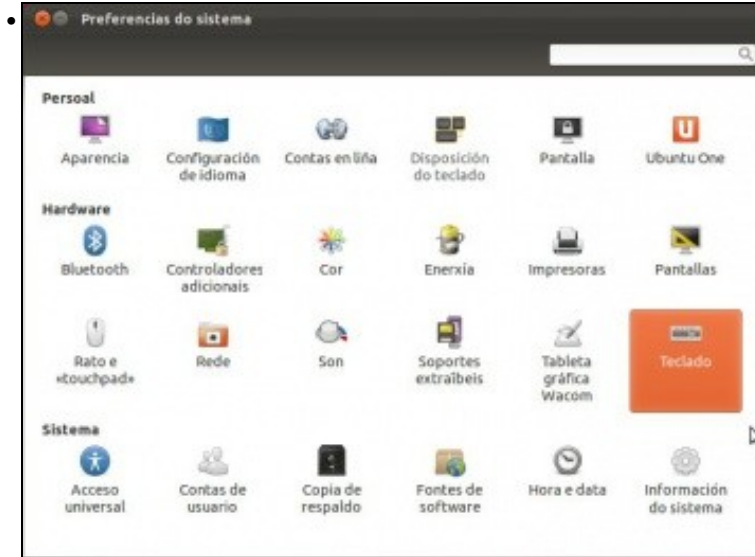 Preferencias do sistema
Persoal
Aparencia
Configuración
de idioma
Contas en liña
Disposición
do teclado
Pantalla
Ubuntu One
Hardware
Bluetooth
Controladores
adicionais
Cor
Enerxía
Impresoras
Pantallas
Rato e
«touchpad»
Rede
Son
Soportes
extraíbeis
Tableta
gráfica
Wacom
Teclado
Sistema
Acceso
universal
Contas de
usuario
Copia de
respaldo
Fontes de
software
Hora e data
Información
do sistema